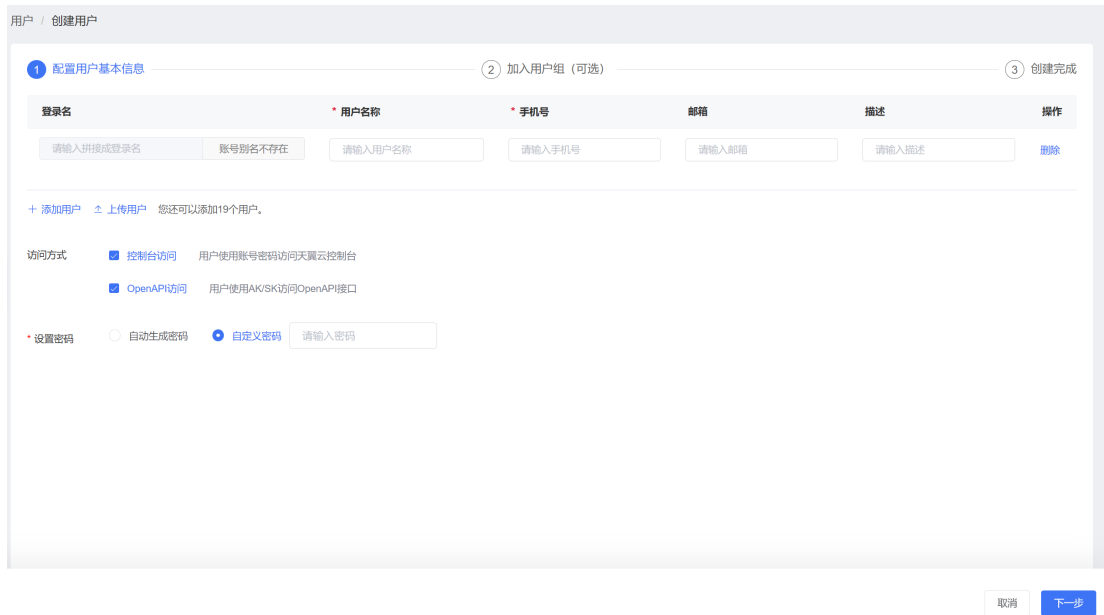 用户 / 创建用户
1 配置用户基本信息 2 加入用户组（可选） 3 创建完成
登录名 * 用户名称 * 手机号 邮箱 描述 操作
请输入拼接成登录名 账号别名不存在 请输入用户名称 请输入手机号 请输入邮箱 请输入描述 删除
+ 添加用户 上传用户 您还可以添加19个用户。
访问方式 控制台访问 用户使用账号密码访问天翼云控制台
OpenAPI访问 用户使用AK/SK访问OpenAPI接口
* 设置密码 自动生成密码 自定义密码 请输入密码
取消 下一步